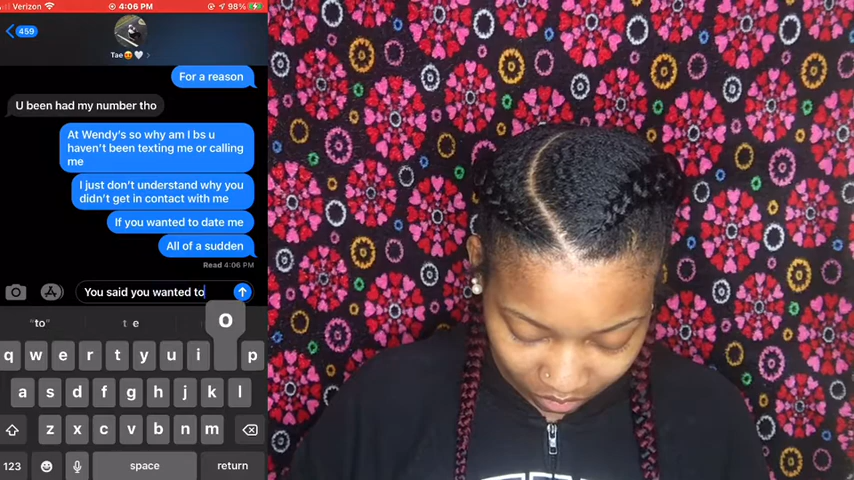 Verizon 4:06 PM 98%
459
Tae😍🤍
For a reason
U been had my number tho
At Wendy's so why am I bs u
haven't been texting me or calling
me
I just don't understand why you
didn't get in contact with me
If you wanted to date me
All of a sudden
Read 4:06 PM
You said you wanted to
"to" t e
O
q w e r t y u i p
a s d f g h j k l
z x c v b n m
123 space return